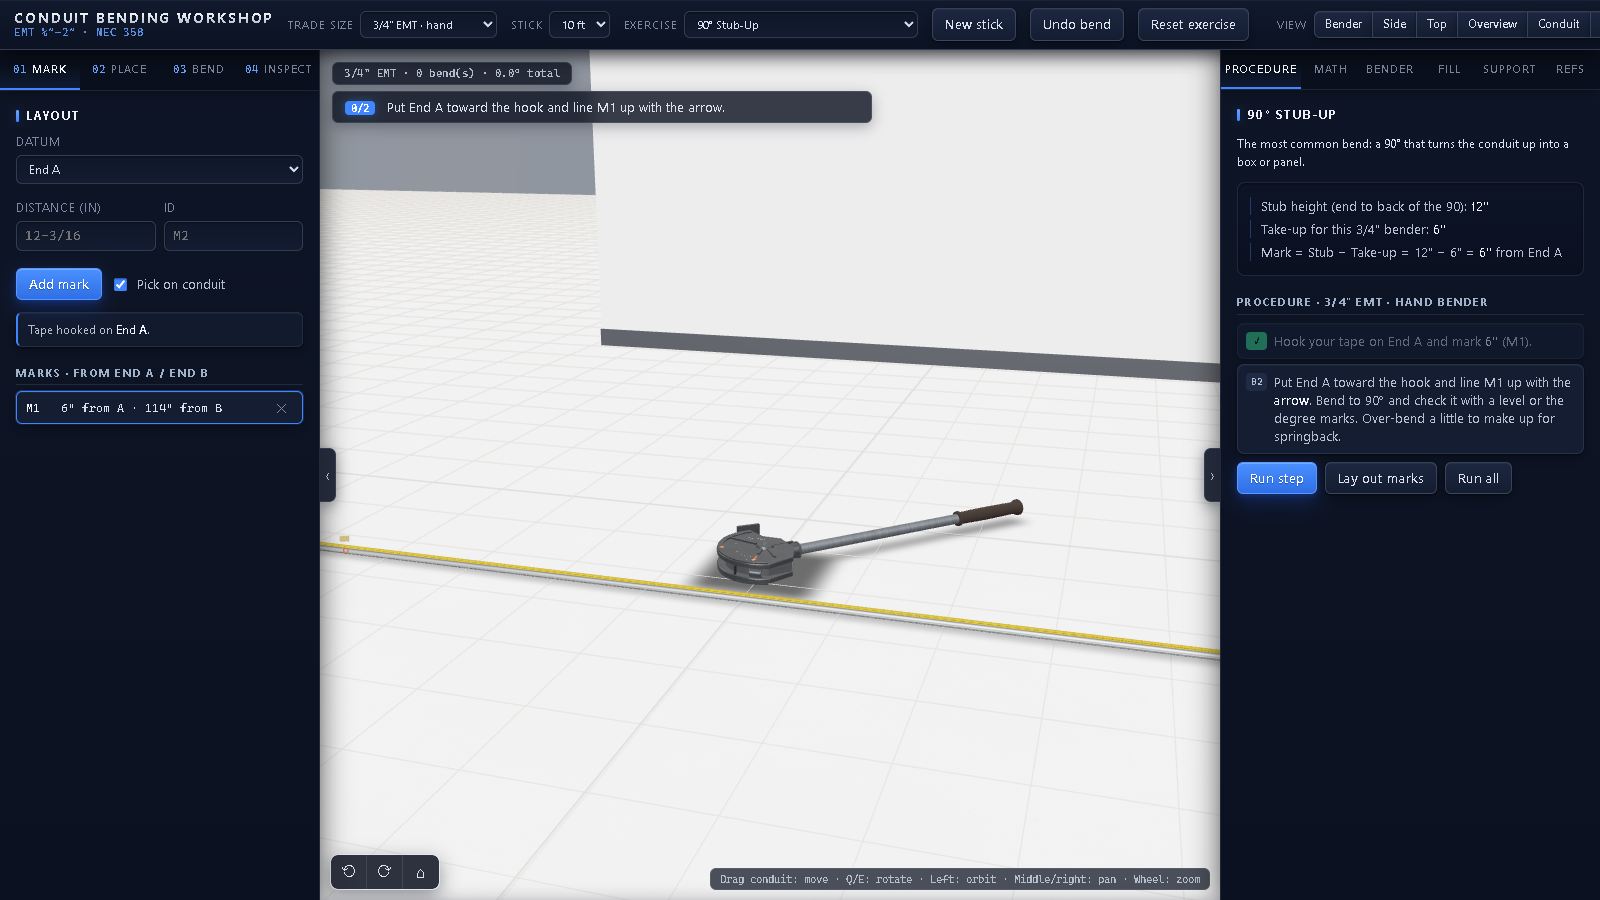 CONDUIT BENDING WORKSHOP
EMT ½"–2" · NEC 358
TRADE SIZE 3/4" EMT · hand STICK 10 ft EXERCISE 90° Stub-Up New stick Undo bend Reset exercise VIEW Bender Side Top Overview Conduit
01 MARK 02 PLACE 03 BEND 04 INSPECT
LAYOUT
DATUM
End A
DISTANCE (IN) ID
12-3/16 M2
Add mark Pick on conduit
Tape hooked on End A.
MARKS · FROM END A / END B
M1 6" from A · 114" from B ×
3/4" EMT · 0 bend(s) · 0.0° total
0/2 Put End A toward the hook and line M1 up with the arrow.
Drag conduit: move · Q/E: rotate · Left: orbit · Middle/right: pan · Wheel: zoom
PROCEDURE MATH BENDER FILL SUPPORT REFS
90° STUB-UP
The most common bend: a 90° that turns the conduit up into a
box or panel.
Stub height (end to back of the 90): 12"
Take-up for this 3/4" bender: 6"
Mark = Stub − Take-up = 12" − 6" = 6" from End A
PROCEDURE · 3/4" EMT · HAND BENDER
✓ Hook your tape on End A and mark 6" (M1).
02 Put End A toward the hook and line M1 up with the
arrow. Bend to 90° and check it with a level or the
degree marks. Over-bend a little to make up for
springback.
Run step Lay out marks Run all